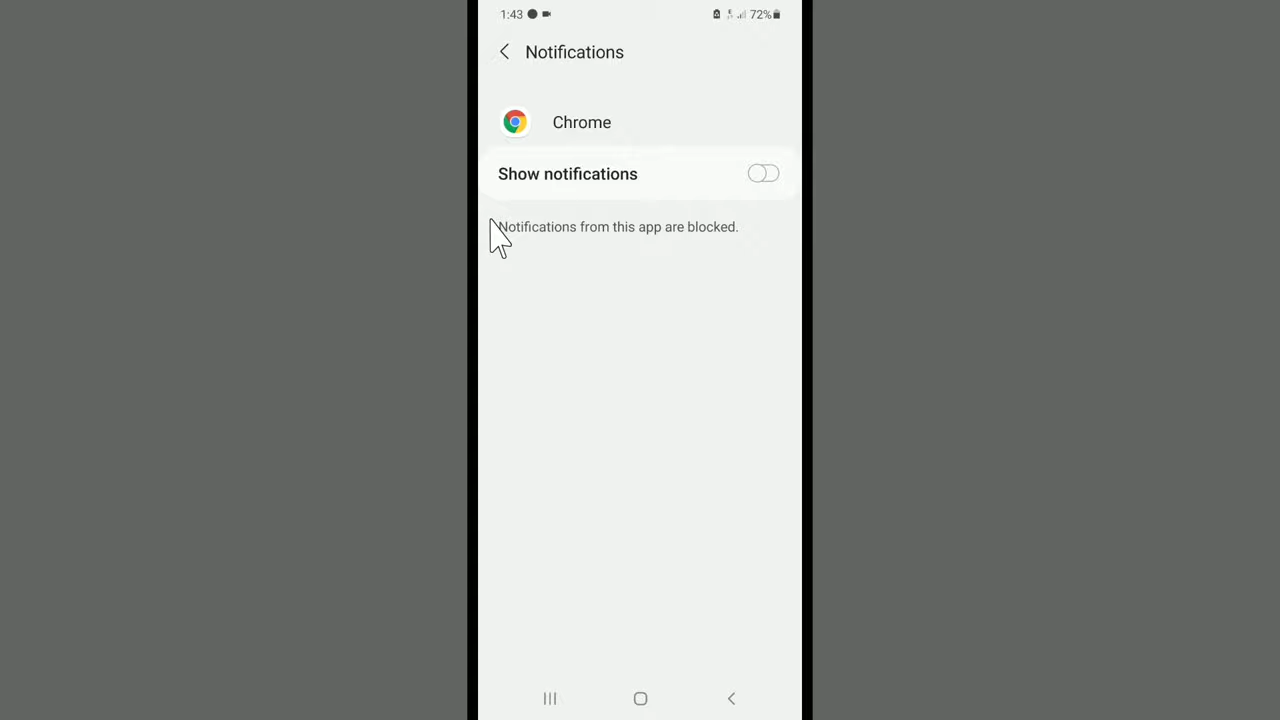 1:43 72%
Notifications
Chrome
Show notifications
Notifications from this app are blocked.